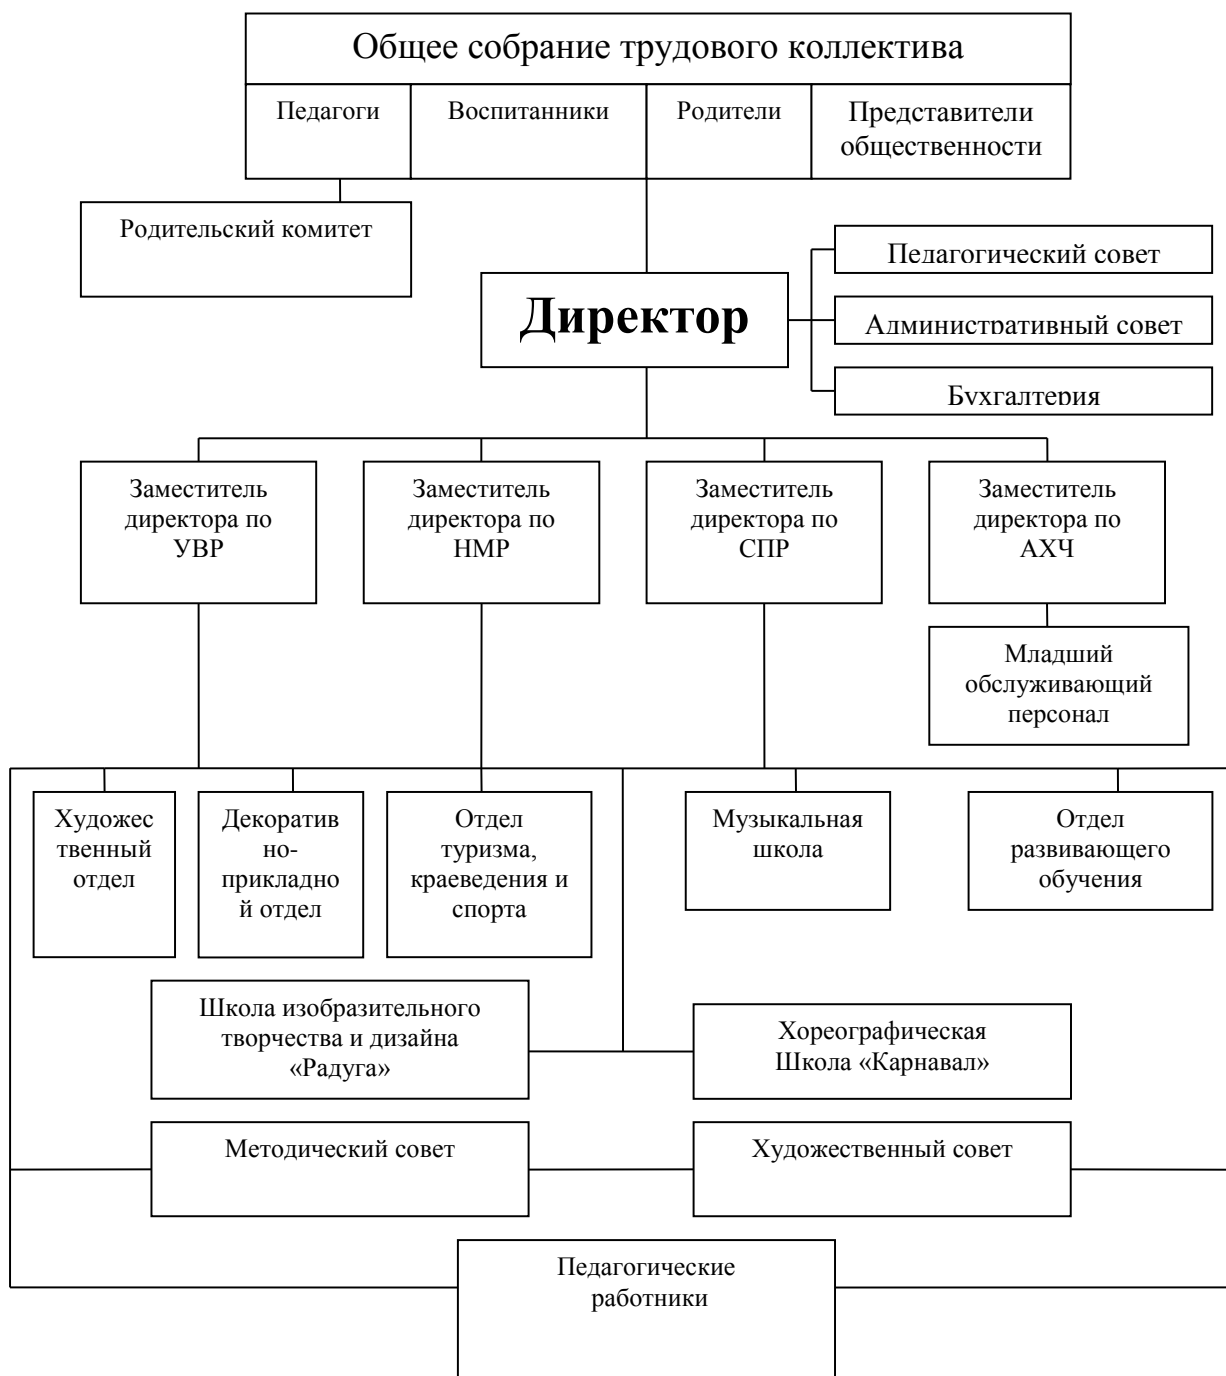 Общее собрание трудового коллектива
Педагоги
Воспитанники
Родители
Представители
общественности
Родительский комитет
Педагогический совет
Директор
Административный совет
Бухгалтерия
Заместитель
директора по
УВР
Заместитель
директора по
НМР
Заместитель
директора по
СПР
Заместитель
директора по
АХЧ
Младший
обслуживающий
персонал
Художес
твенный
отдел
Декоратив
но-
прикладно
й отдел
Отдел
туризма,
краеведения и
спорта
Музыкальная
школа
Отдел
развивающего
обучения
Школа изобразительного
творчества и дизайна
«Радуга»
Хореографическая
Школа «Карнавал»
Методический совет
Художественный совет
Педагогические
работники